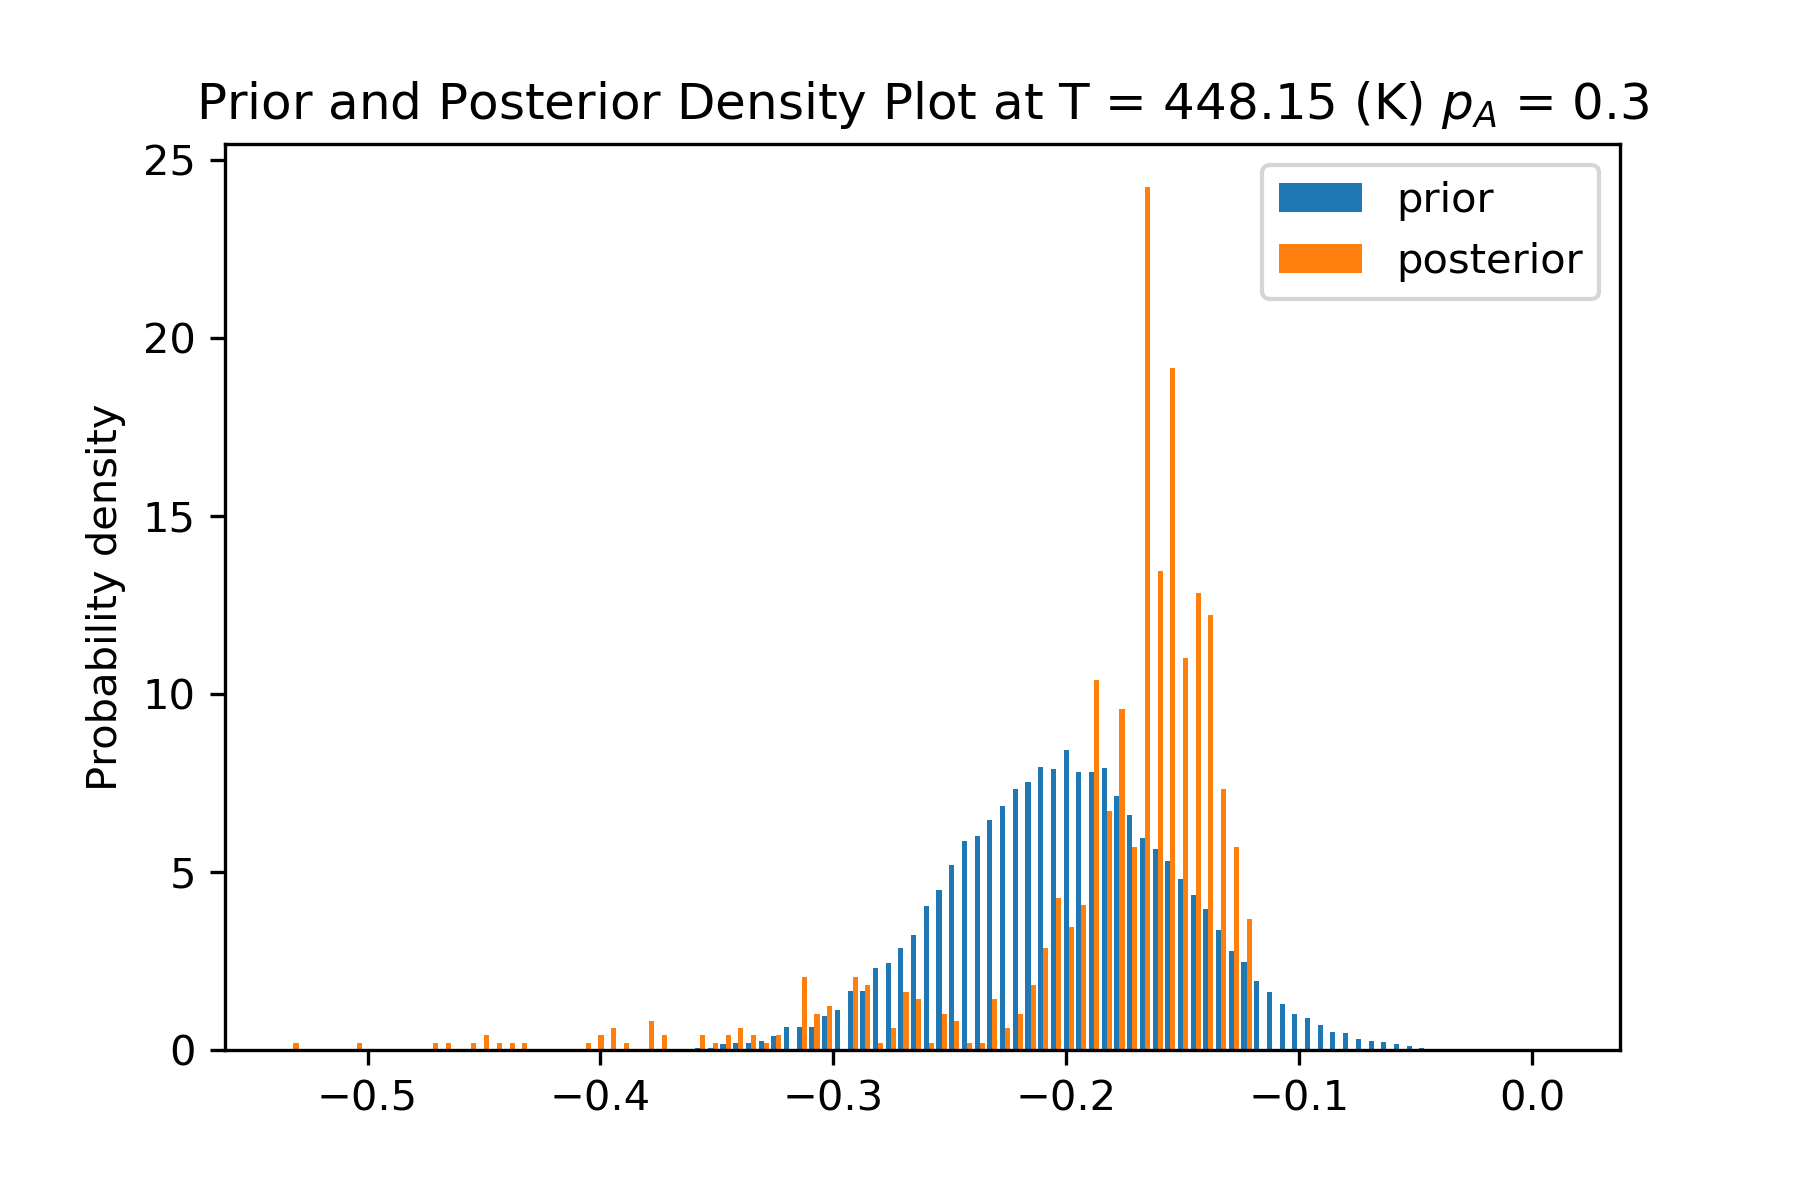 Prior and Posterior Density Plot at T = 448.15 (K) p_A = 0.3
prior
posterior
Probability density
25
20
15
10
5
0
−0.5 −0.4 −0.3 −0.2 −0.1 0.0